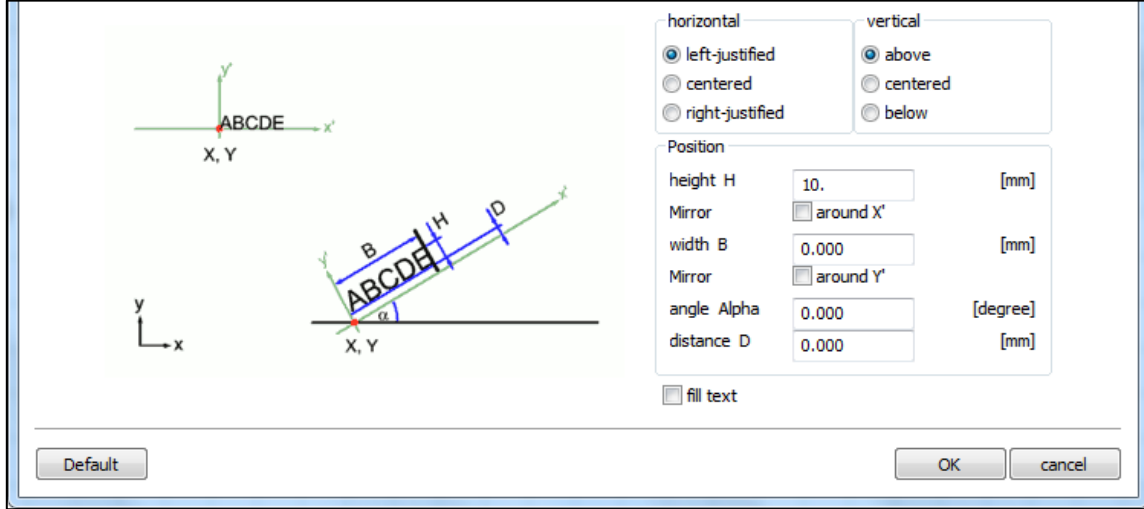 y'
ABCDE
x'
X, Y
x'
D
H
B
y'
ABCDE
α
y
x
X, Y
horizontal
left-justified
centered
right-justified
vertical
above
centered
below
Position
height H 10. [mm]
Mirror around X'
width B 0.000 [mm]
Mirror around Y'
angle Alpha 0.000 [degree]
distance D 0.000 [mm]
fill text
Default OK cancel